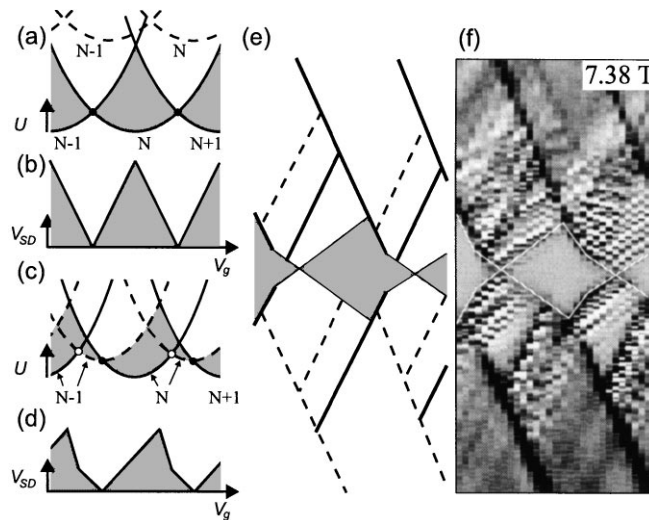 (a)
N-1
N
U
N-1
N
N+1
(b)
V_SD
V_g
(c)
U
N-1
N
N+1
(d)
V_SD
V_g
(e)
(f)
7.38 T